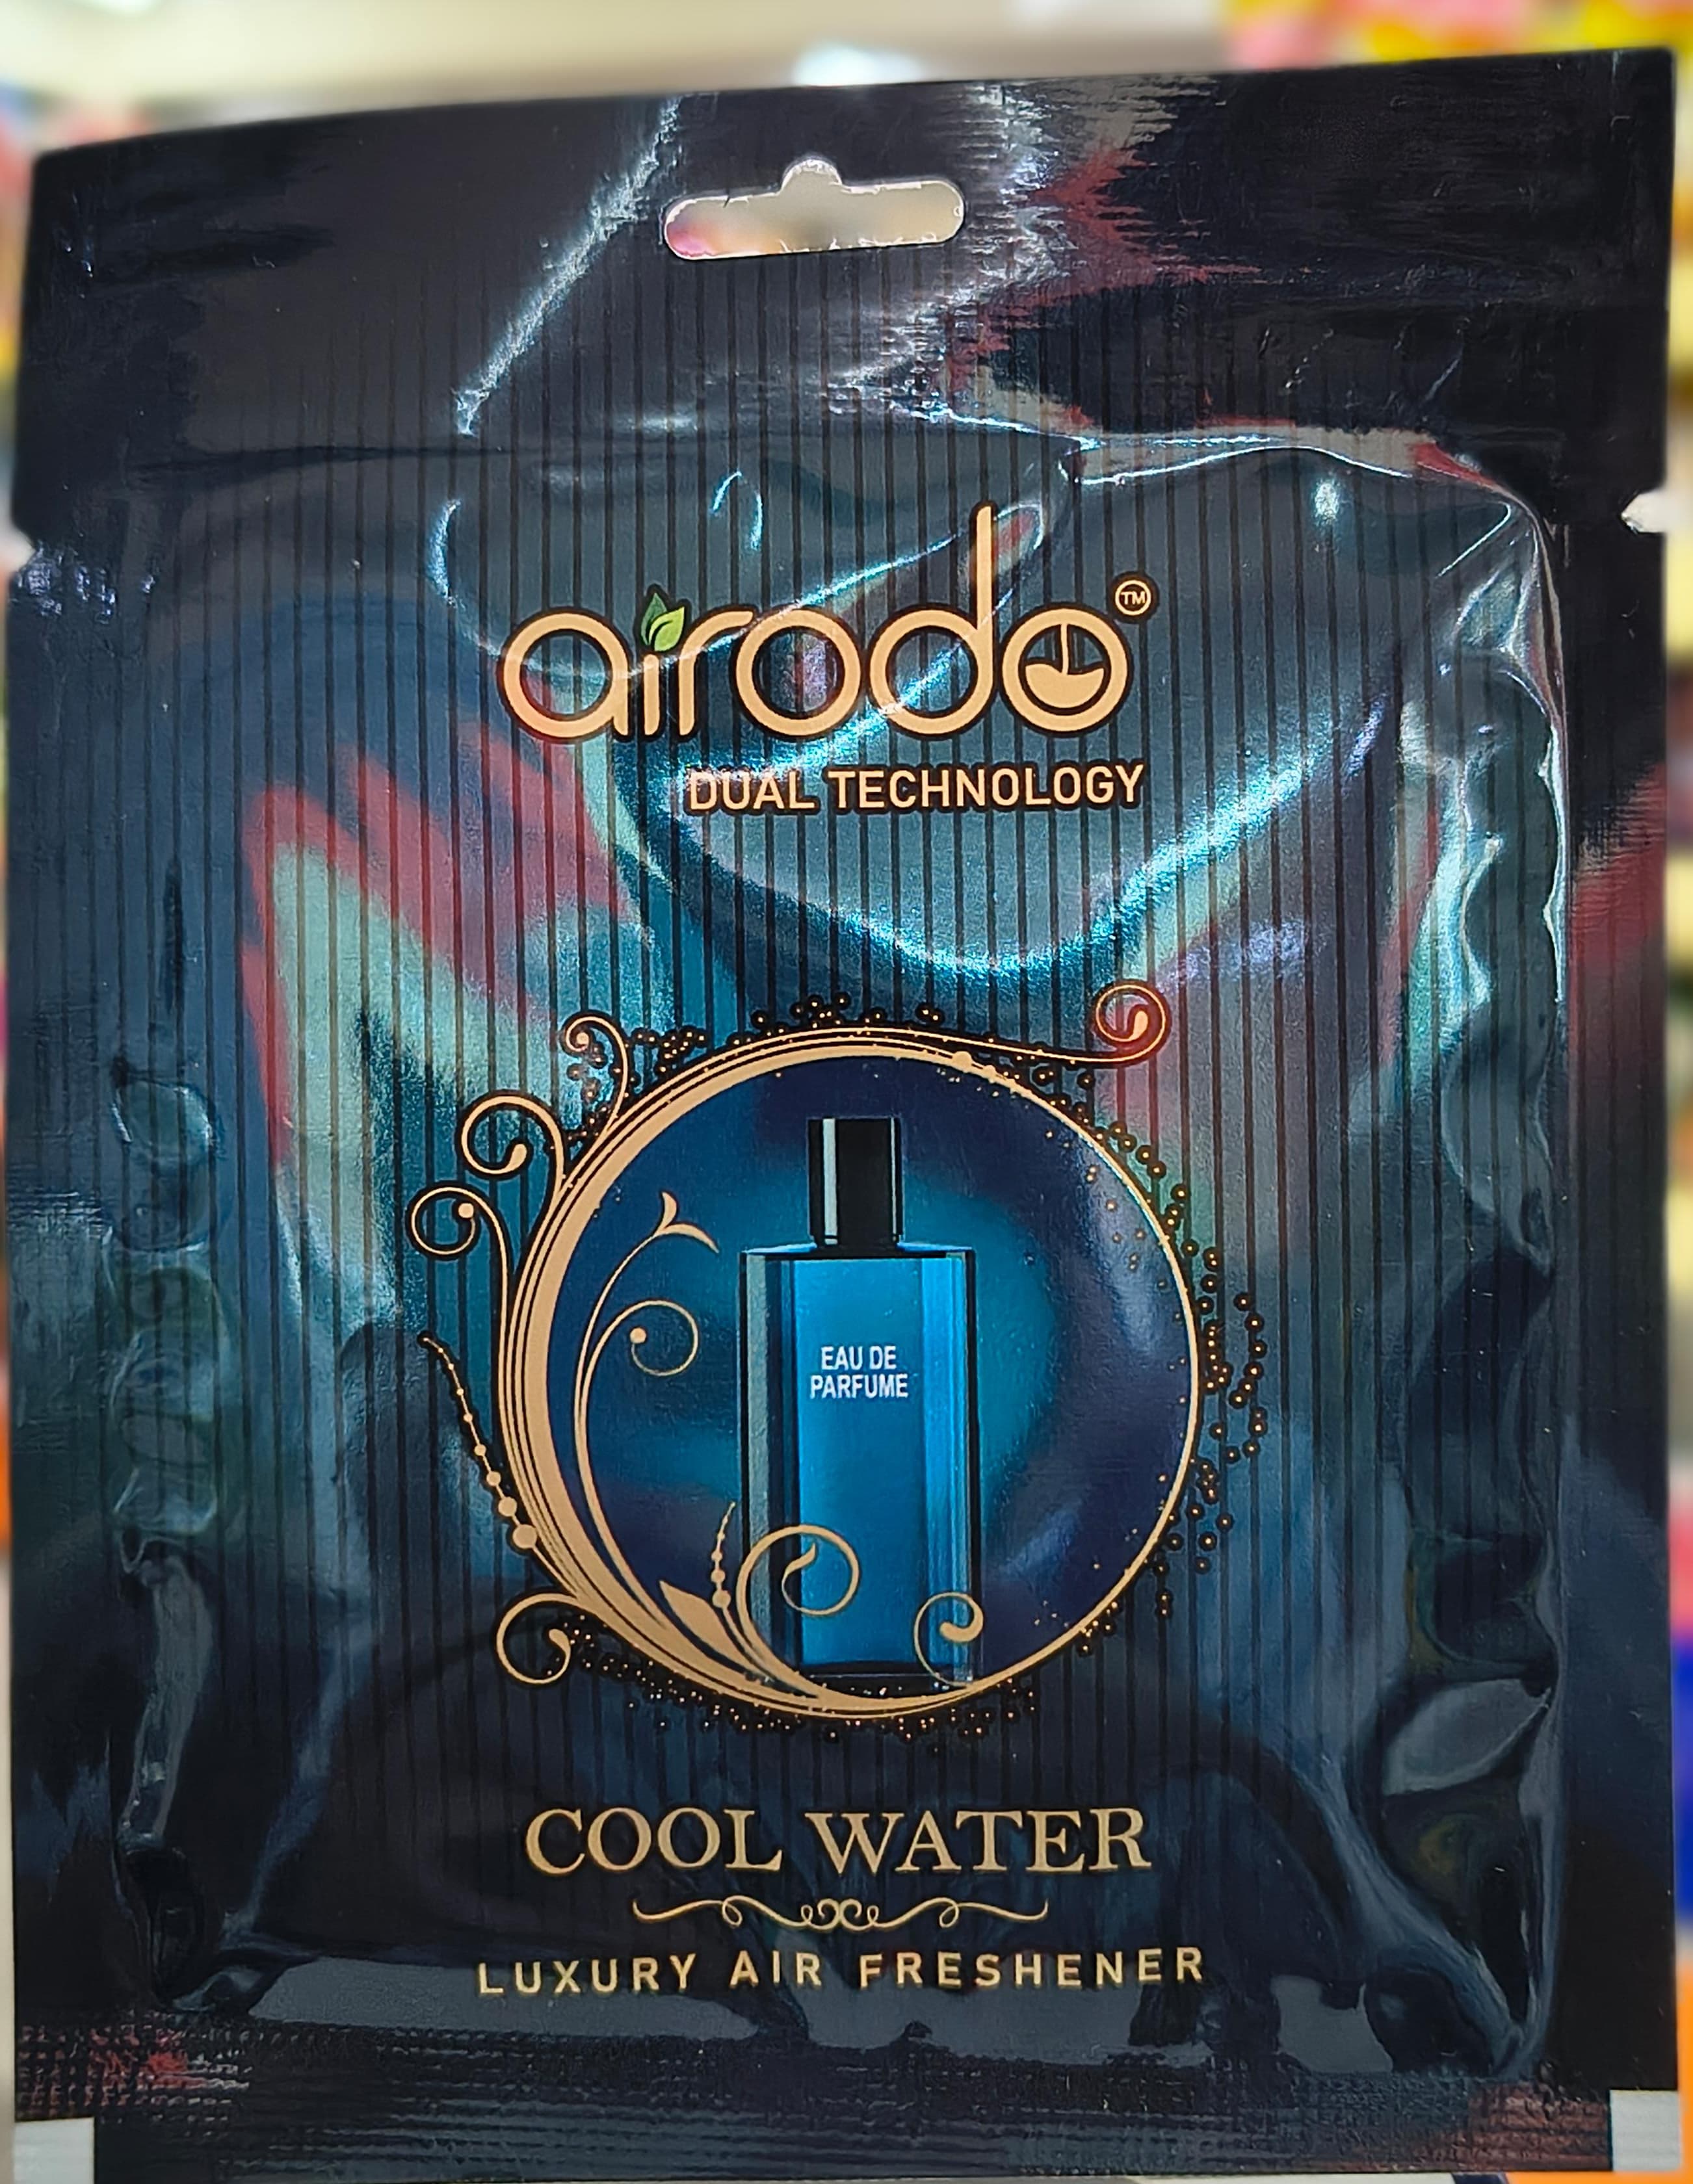 airodo™
DUAL TECHNOLOGY
EAU DE
PARFUME
COOL WATER
LUXURY AIR FRESHENER